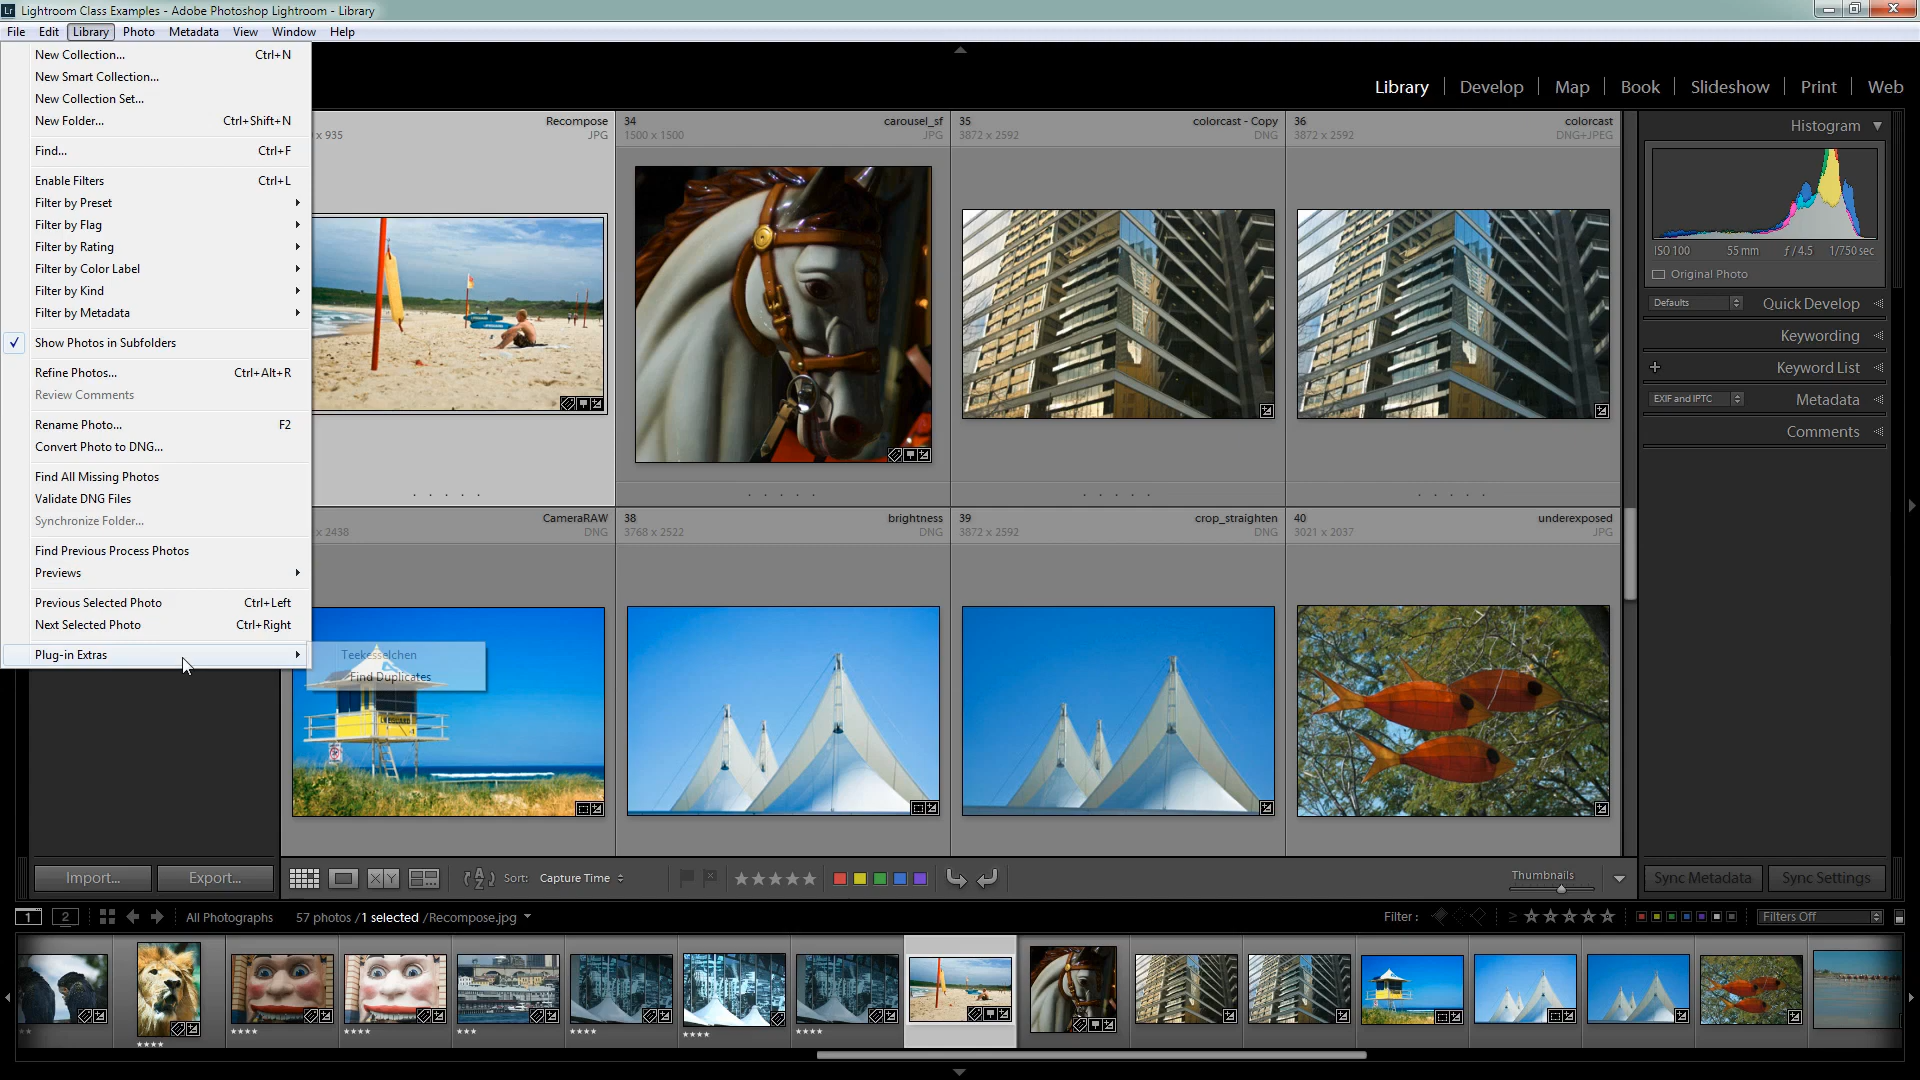 Lr Lightroom Class Examples - Adobe Photoshop Lightroom - Library
File Edit Library Photo Metadata View Window Help
New Collection... Ctrl+N
New Smart Collection...
New Collection Set...
New Folder... Ctrl+Shift+N
Find... Ctrl+F
Enable Filters Ctrl+L
Filter by Preset
Filter by Flag
Filter by Rating
Filter by Color Label
Filter by Kind
Filter by Metadata
Show Photos in Subfolders
Refine Photos... Ctrl+Alt+R
Review Comments
Rename Photo... F2
Convert Photo to DNG...
Find All Missing Photos
Validate DNG Files
Synchronize Folder...
Find Previous Process Photos
Previews
Previous Selected Photo Ctrl+Left
Next Selected Photo Ctrl+Right
Plug-in Extras
Teekesselchen
Find Duplicates
Library Develop Map Book Slideshow Print Web
Recompose
x 935 JPG
34 carousel_sf
1500 x 1500 JPG
35 colorcast - Copy
3872 x 2592 DNG
36 colorcast
3872 x 2592 DNG+JPEG
CameraRAW
x 2438 DNG
38 brightness
3768 x 2522 DNG
39 crop_straighten
3872 x 2592 DNG
40 underexposed
3021 x 2037 JPG
Histogram
ISO 100 55 mm ƒ / 4.5 1/750 sec
Original Photo
Defaults Quick Develop
Keywording
+ Keyword List
EXIF and IPTC Metadata
Comments
Import... Export...
X Y
A Z Sort: Capture Time
Thumbnails
Sync Metadata Sync Settings
1 2 All Photographs 57 photos / 1 selected / Recompose.jpg
Filter : ≥ Filters Off